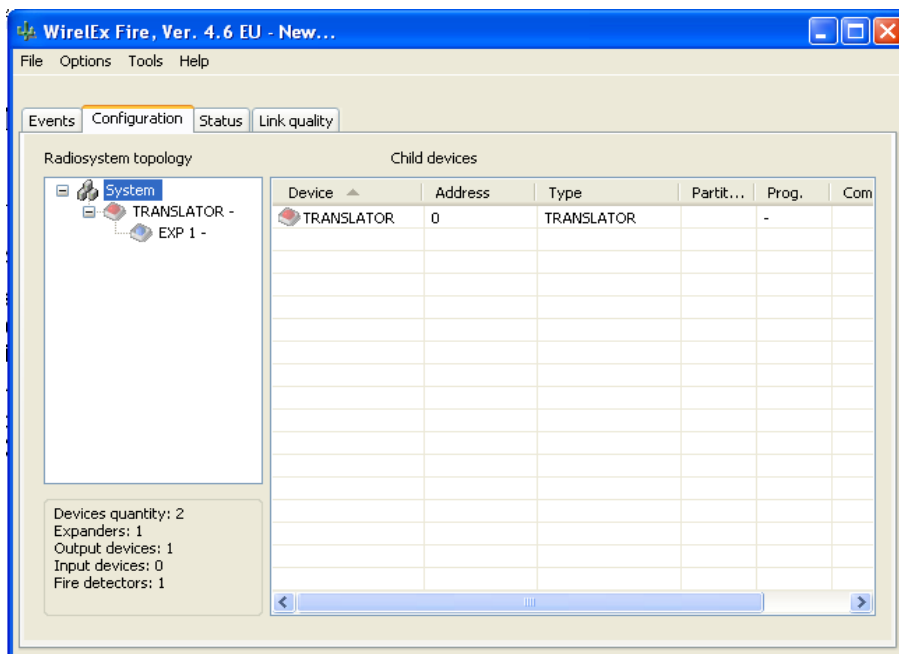 WirelEx Fire, Ver. 4.6 EU - New...
File Options Tools Help
Events Configuration Status Link quality
Radiosystem topology
Child devices
System
TRANSLATOR -
EXP 1 -
Device Address Type Partit... Prog. Com
TRANSLATOR 0 TRANSLATOR -
Devices quantity: 2
Expanders: 1
Output devices: 1
Input devices: 0
Fire detectors: 1